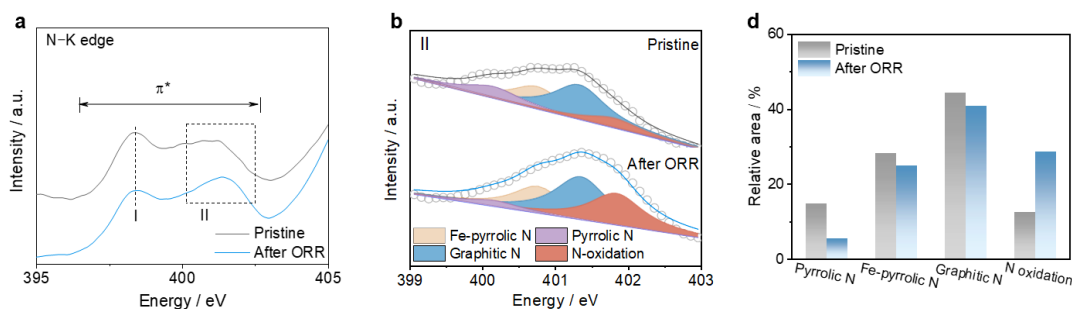 a
N−K edge
π*
I
II
Pristine
After ORR
395
400
405
Energy / eV
Intensity / a.u.
b
II
Pristine
After ORR
Fe-pyrrolic N
Pyrrolic N
Graphitic N
N-oxidation
399
400
401
402
403
Energy / eV
Intensity / a.u.
d
Pristine
After ORR
60
40
20
0
Relative area / %
Pyrrolic N
Fe-pyrrolic N
Graphitic N
N oxidation